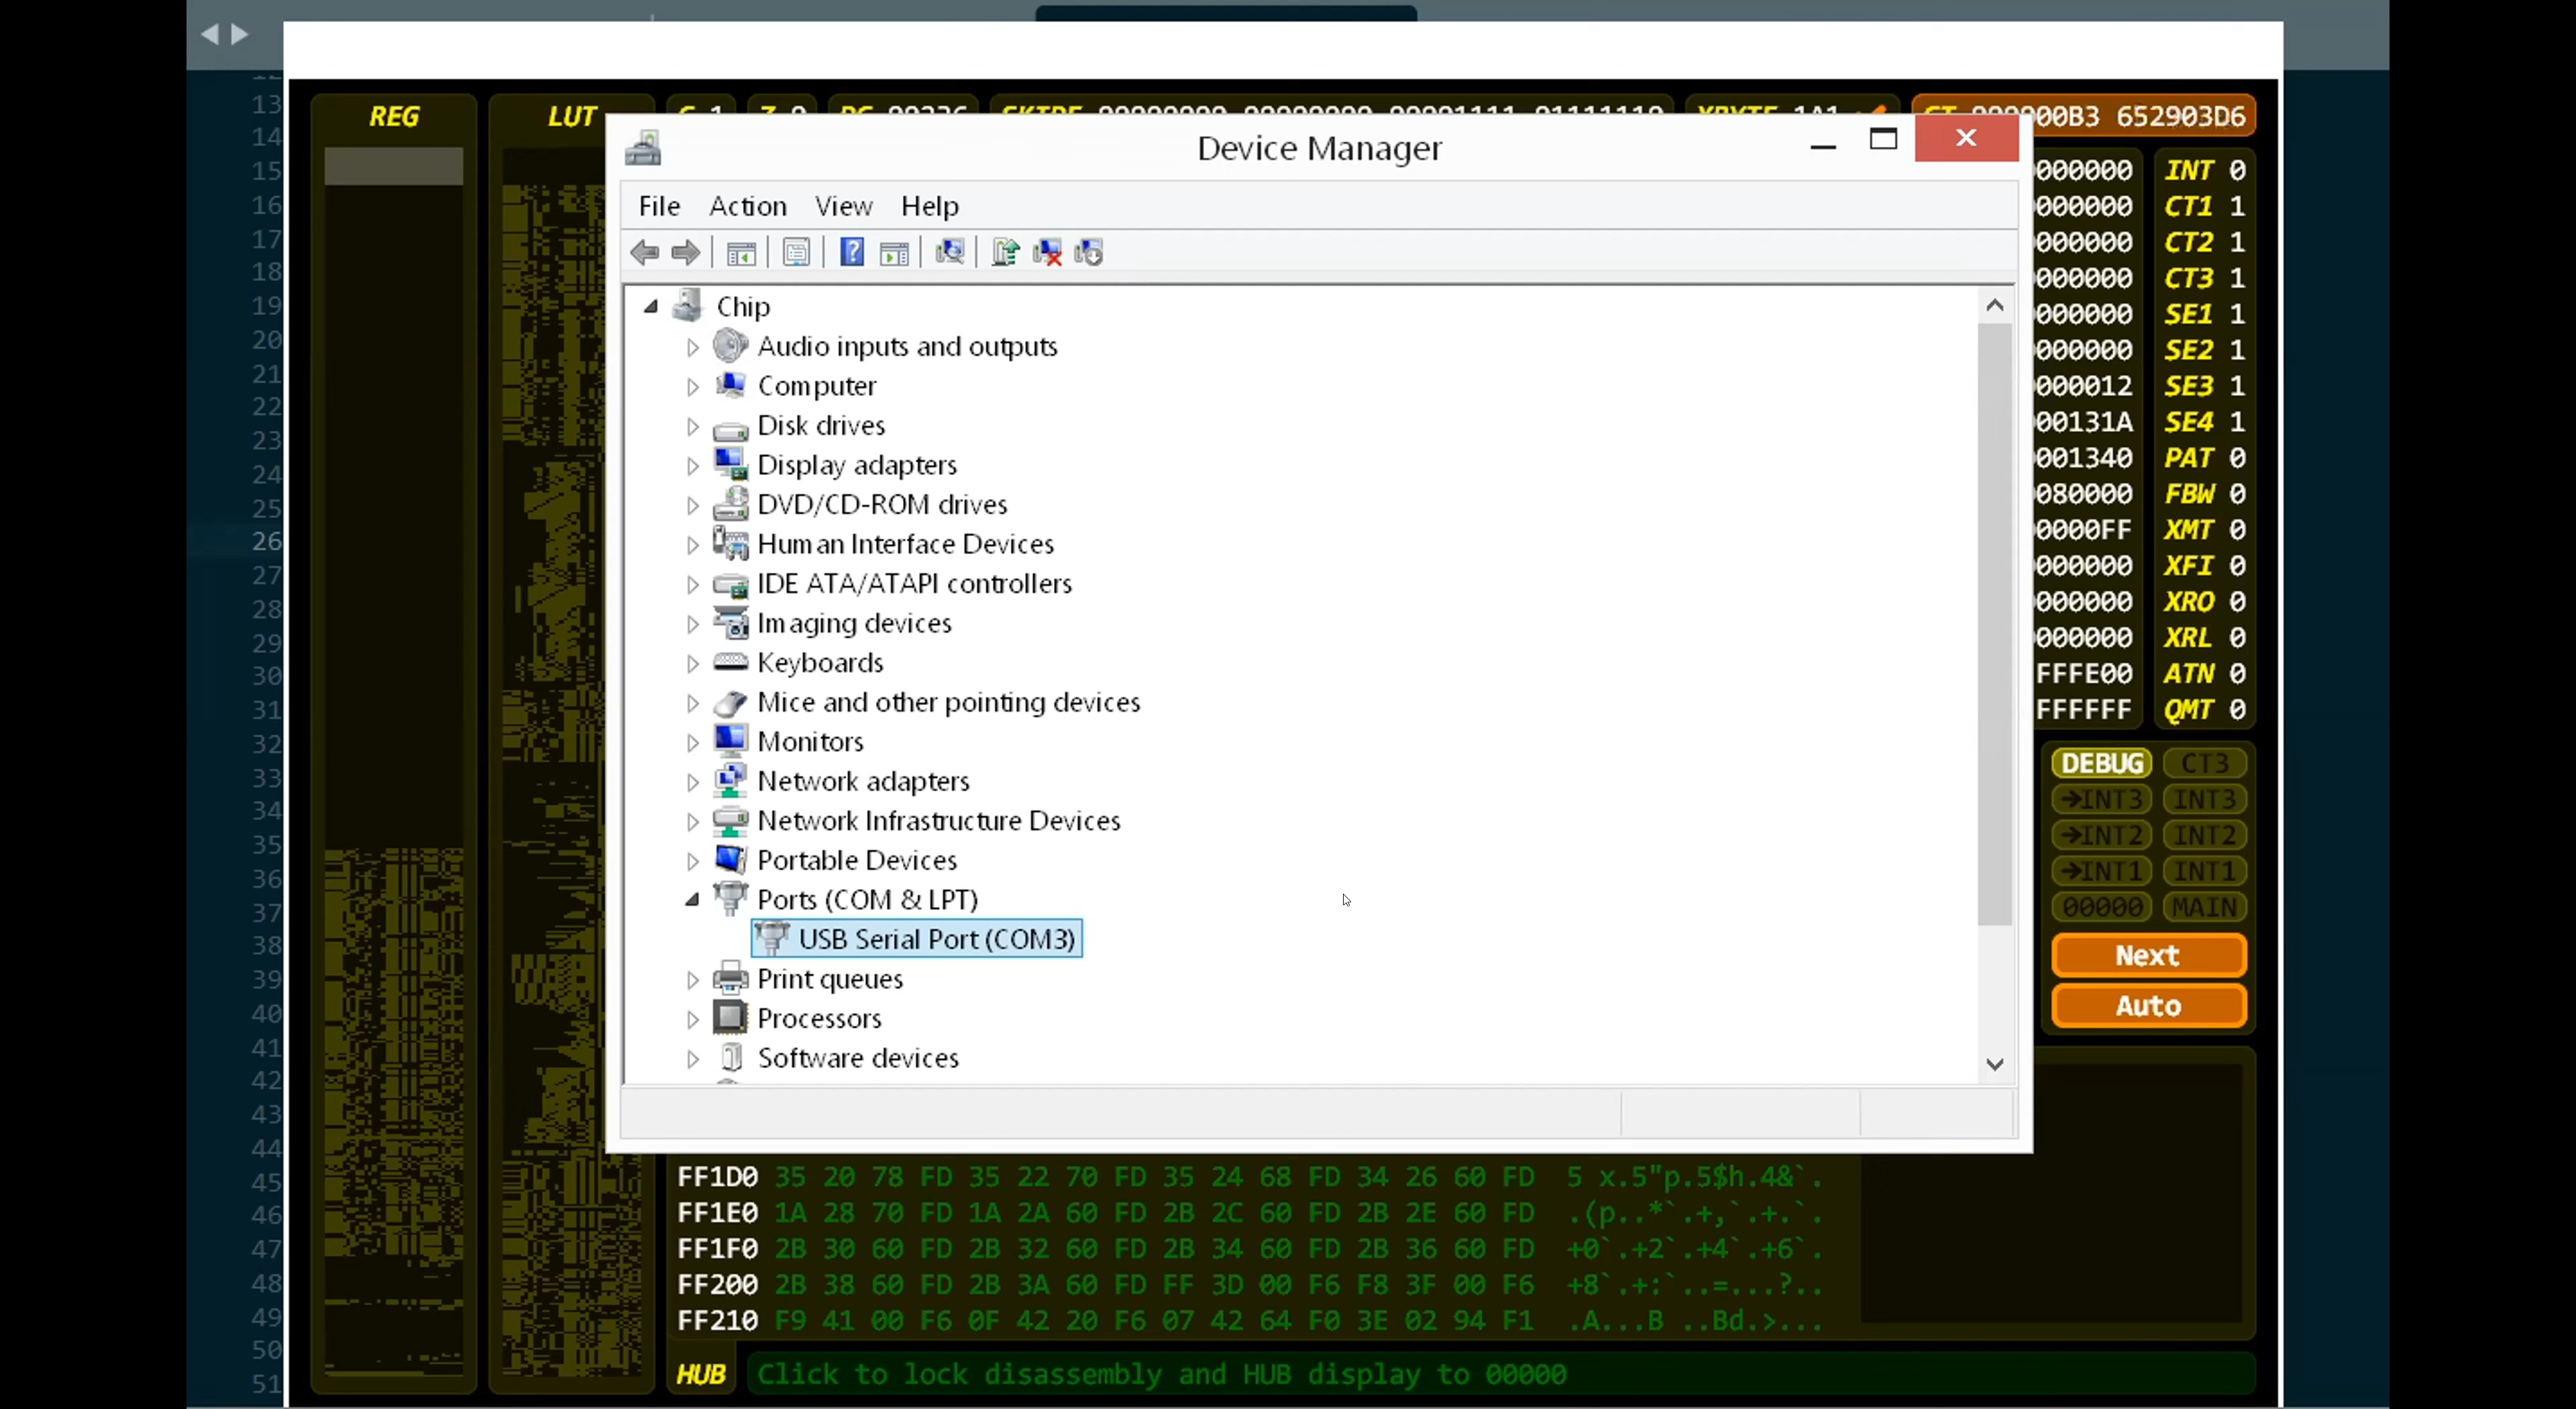 REG
LUT
000000B3 652903D6
Device Manager
File Action View Help
Chip
Audio inputs and outputs
Computer
Disk drives
Display adapters
DVD/CD-ROM drives
Human Interface Devices
IDE ATA/ATAPI controllers
Imaging devices
Keyboards
Mice and other pointing devices
Monitors
Network adapters
Network Infrastructure Devices
Portable Devices
Ports (COM & LPT)
USB Serial Port (COM3)
Print queues
Processors
Software devices
13
14
15
16
17
18
19
20
21
22
23
24
25
26
27
28
29
30
31
32
33
34
35
36
37
38
39
40
41
42
43
44
45
46
47
48
49
50
51
000000 INT 0
000000 CT1 1
000000 CT2 1
000000 CT3 1
000000 SE1 1
000000 SE2 1
000012 SE3 1
00131A SE4 1
001340 PAT 0
080000 FBW 0
0000FF XMT 0
000000 XFI 0
000000 XRO 0
000000 XRL 0
FFFE00 ATN 0
FFFFFF QMT 0
DEBUG CT3
→INT3 INT3
→INT2 INT2
→INT1 INT1
00000 MAIN
Next
Auto
FF1D0 35 20 78 FD 35 22 70 FD 35 24 68 FD 34 26 60 FD 5 x.5"p.5$h.4&`.
FF1E0 1A 28 70 FD 1A 2A 60 FD 2B 2C 60 FD 2B 2E 60 FD .(p..*`.+,`.+.`.
FF1F0 2B 30 60 FD 2B 32 60 FD 2B 34 60 FD 2B 36 60 FD +0`.+2`.+4`.+6`.
FF200 2B 38 60 FD 2B 3A 60 FD FF 3D 00 F6 F8 3F 00 F6 +8`.+:`..=...?..
FF210 F9 41 00 F6 0F 42 20 F6 07 42 64 F0 3E 02 94 F1 .A...B ..Bd.>...
HUB Click to lock disassembly and HUB display to 00000